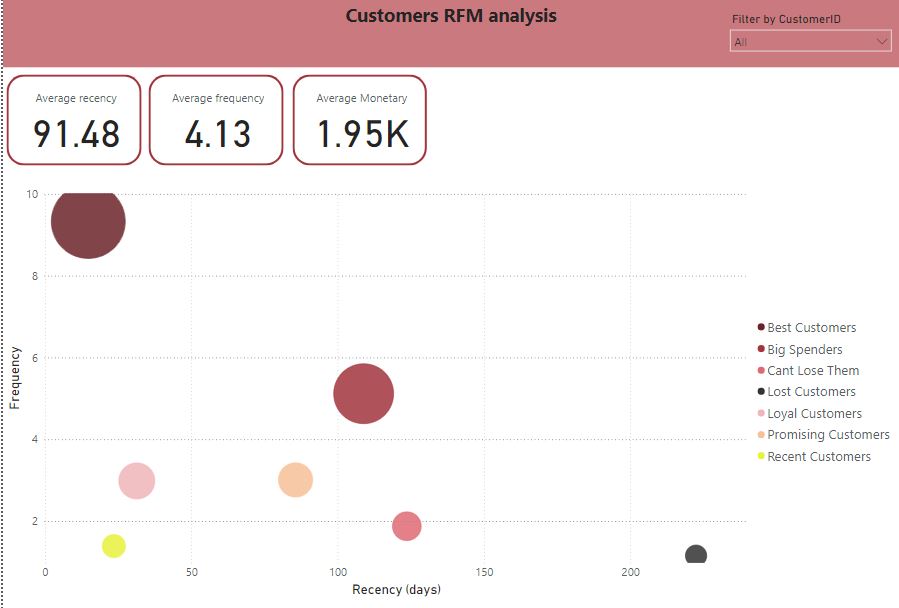 Customers RFM analysis
Filter by CustomerID
All
Average recency
91.48
Average frequency
4.13
Average Monetary
1.95K
10
8
6
4
2
Frequency
0
50
100
150
200
Recency (days)
Best Customers
Big Spenders
Cant Lose Them
Lost Customers
Loyal Customers
Promising Customers
Recent Customers